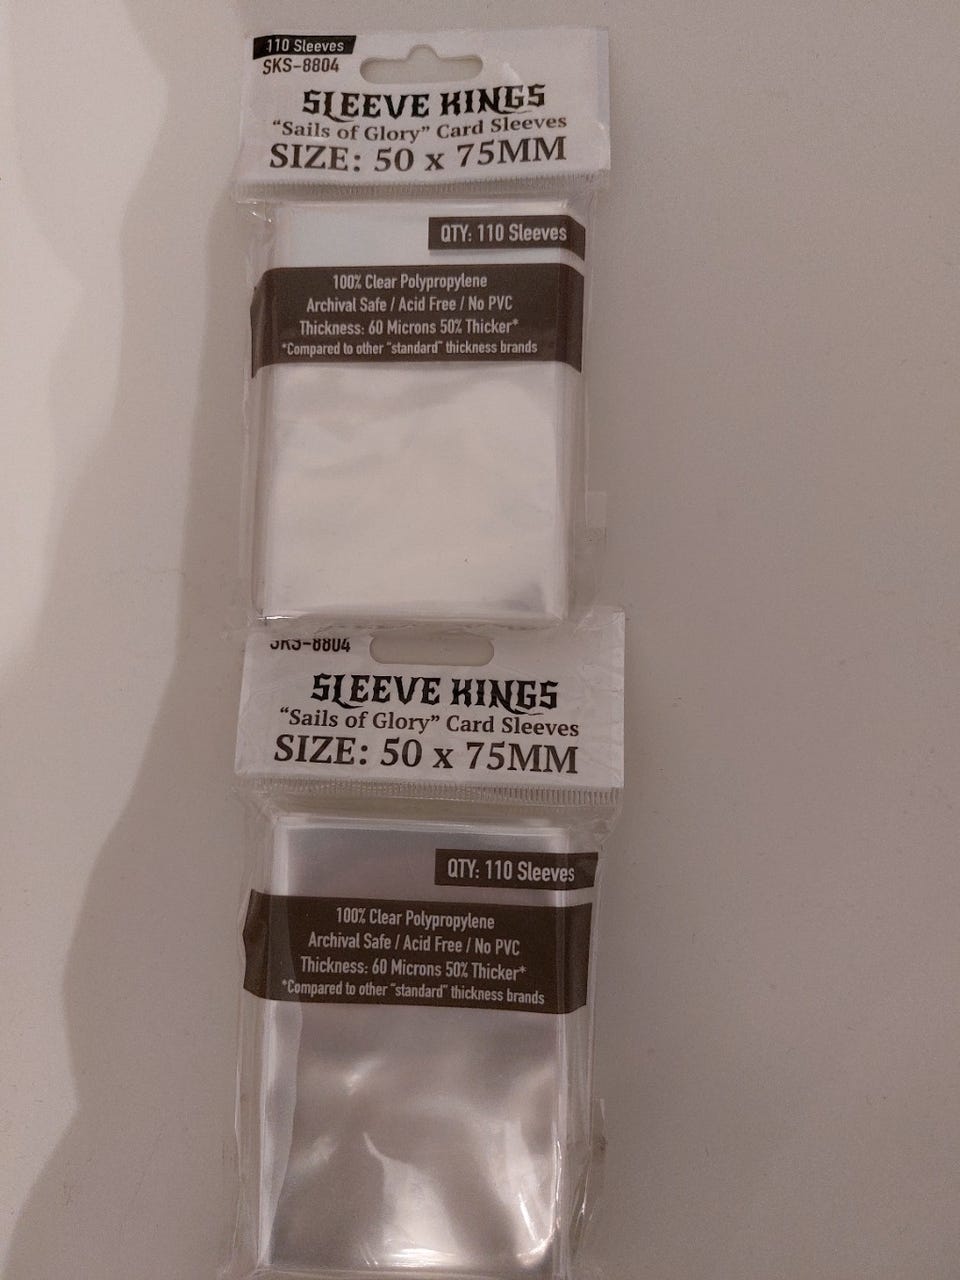 110 Sleeves
SKS-8804
SLEEVE KINGS
“Sails of Glory” Card Sleeves
SIZE: 50 x 75MM
QTY: 110 Sleeves
100% Clear Polypropylene
Archival Safe / Acid Free / No PVC
Thickness: 60 Microns 50% Thicker*
*Compared to other “standard” thickness brands
SKS-8804
SLEEVE KINGS
“Sails of Glory” Card Sleeves
SIZE: 50 x 75MM
QTY: 110 Sleeves
100% Clear Polypropylene
Archival Safe / Acid Free / No PVC
Thickness: 60 Microns 50% Thicker*
*Compared to other “standard” thickness brands